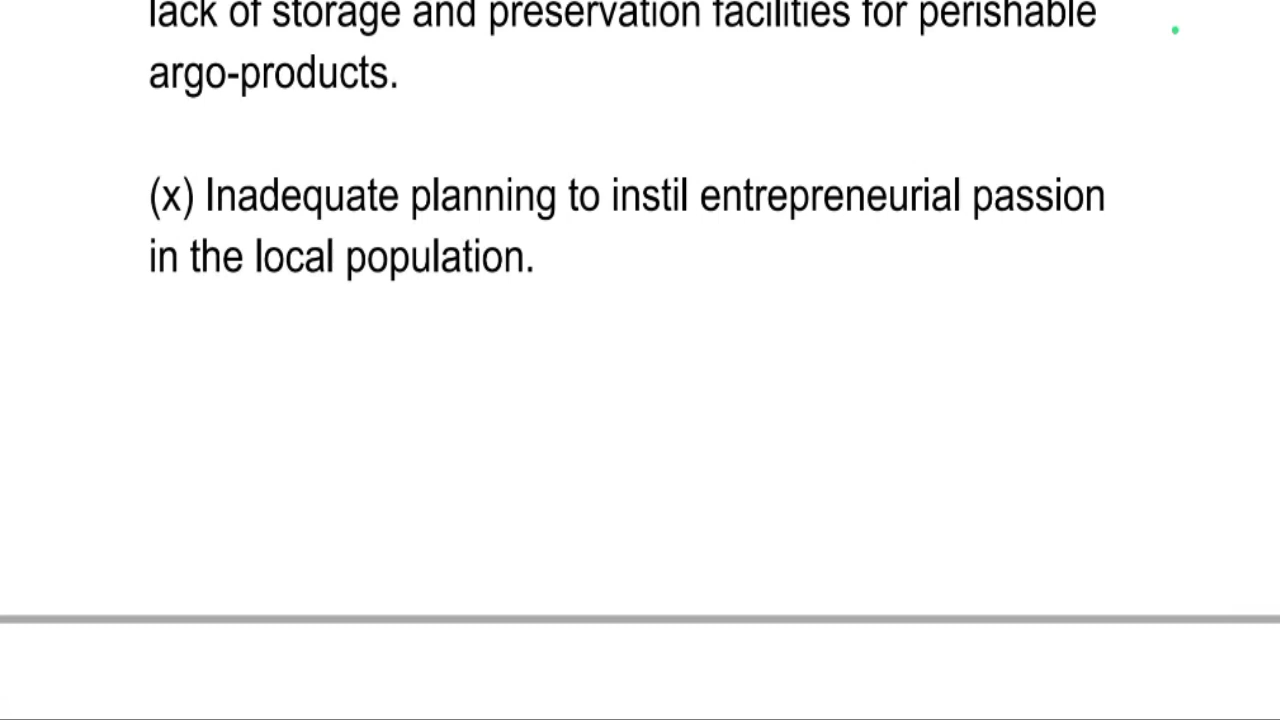 lack of storage and preservation facilities for perishable
argo-products.
(x) Inadequate planning to instil entrepreneurial passion
in the local population.